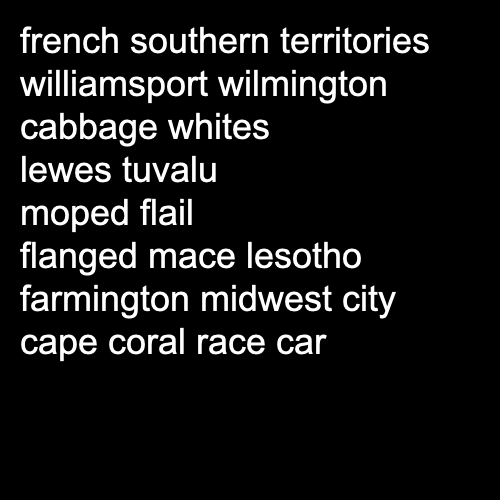 french southern territories
williamsport wilmington
cabbage whites
lewes tuvalu
moped flail
flanged mace lesotho
farmington midwest city
cape coral race car